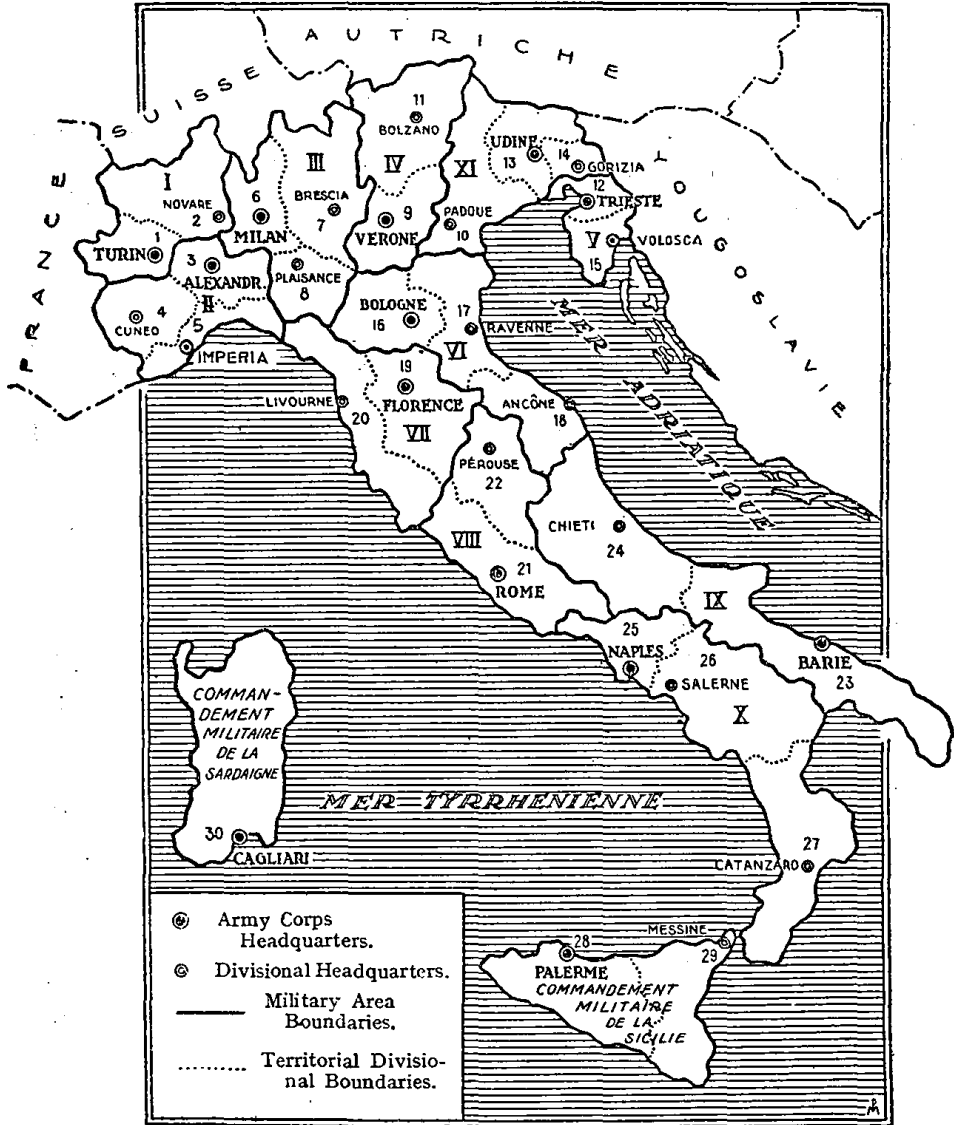 AUTRICHE
SUISSE
FRANCE
YOUGOSLAVIE
11
BOLZANO
III
IV
XI
UDINE
13
14
GORIZIA
I
NOVARE
2
6
MILAN
BRESCIA
7
9
VERONE
PADOUE
10
12
TRIESTE
V
VOLOSCA
15
1
TURIN
3
ALEXANDR.
II
PLAISANCE
8
4
CUNEO
5
IMPERIA
BOLOGNE
16
17
RAVENNE
VI
MER ADRIATIQUE
19
FLORENCE
LIVOURNE
20
VII
ANCÔNE
18
PÉROUSE
22
CHIETI
24
VIII
21
ROME
IX
25
NAPLES
26
SALERNE
BARIE
23
X
COMMAN-
DEMENT
MILITAIRE
DE LA
SARDAIGNE
MER TYRRHENIENNE
30
CAGLIARI
27
CATANZARO
MESSINE
29
28
PALERME
COMMANDEMENT
MILITAIRE
DE LA
SICILIE
Army Corps
Headquarters.
Divisional Headquarters.
Military Area
Boundaries.
Territorial Divisio-
nal Boundaries.